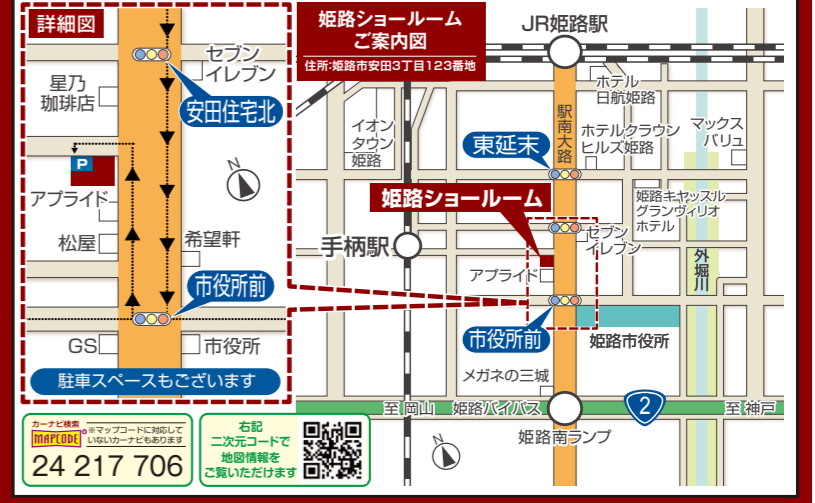 詳細図
セブン
イレブン
星乃
珈琲店
安田住宅北
P
アプライド
松屋
希望軒
市役所前
GS
市役所
駐車スペースもございます
N
カーナビ検索
MAPCODE
※マップコードに対応して
いないカーナビもあります
24 217 706
右記
二次元コードで
地図情報を
ご覧いただけます
姫路ショールーム
ご案内図
住所:姫路市安田3丁目123番地
JR姫路駅
ホテル
日航姫路
駅南大路
イオン
タウン
姫路
東延末
ホテルクラウン
ヒルズ姫路
マックス
バリュ
姫路ショールーム
姫路キヤッスル
グランヴィリオ
ホテル
手柄駅
セブン
イレブン
外堀川
アプライド
市役所前
姫路市役所
メガネの三城
至 岡山
姫路バイパス
2
至 神戸
姫路南ランプ
N